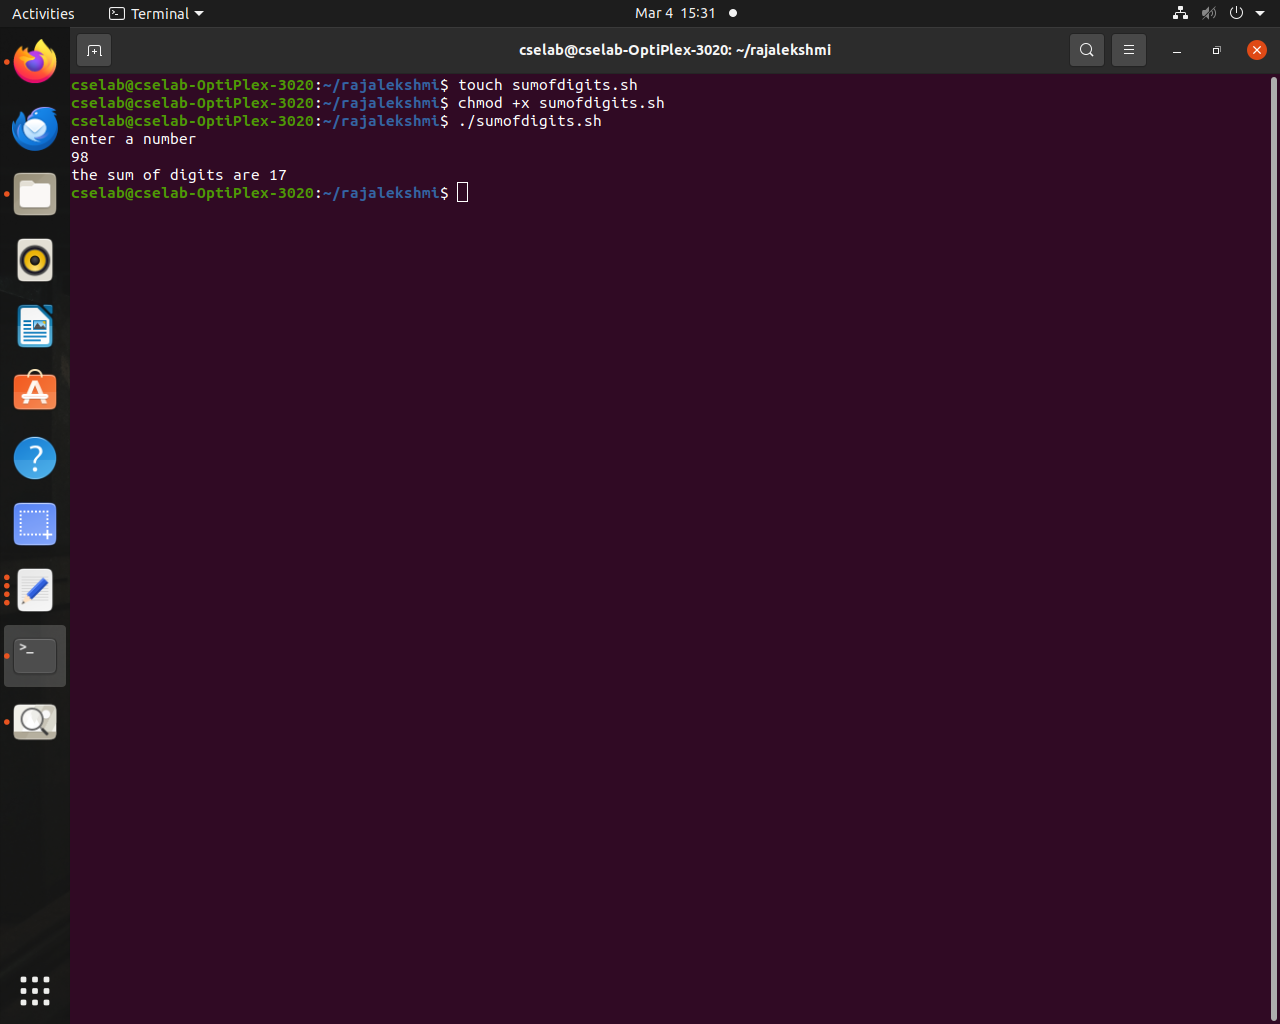 Activities
Terminal
Mar 4 15:31
cselab@cselab-OptiPlex-3020: ~/rajalekshmi
cselab@cselab-OptiPlex-3020:~/rajalekshmi$ touch sumofdigits.sh
cselab@cselab-OptiPlex-3020:~/rajalekshmi$ chmod +x sumofdigits.sh
cselab@cselab-OptiPlex-3020:~/rajalekshmi$ ./sumofdigits.sh
enter a number
98
the sum of digits are 17
cselab@cselab-OptiPlex-3020:~/rajalekshmi$